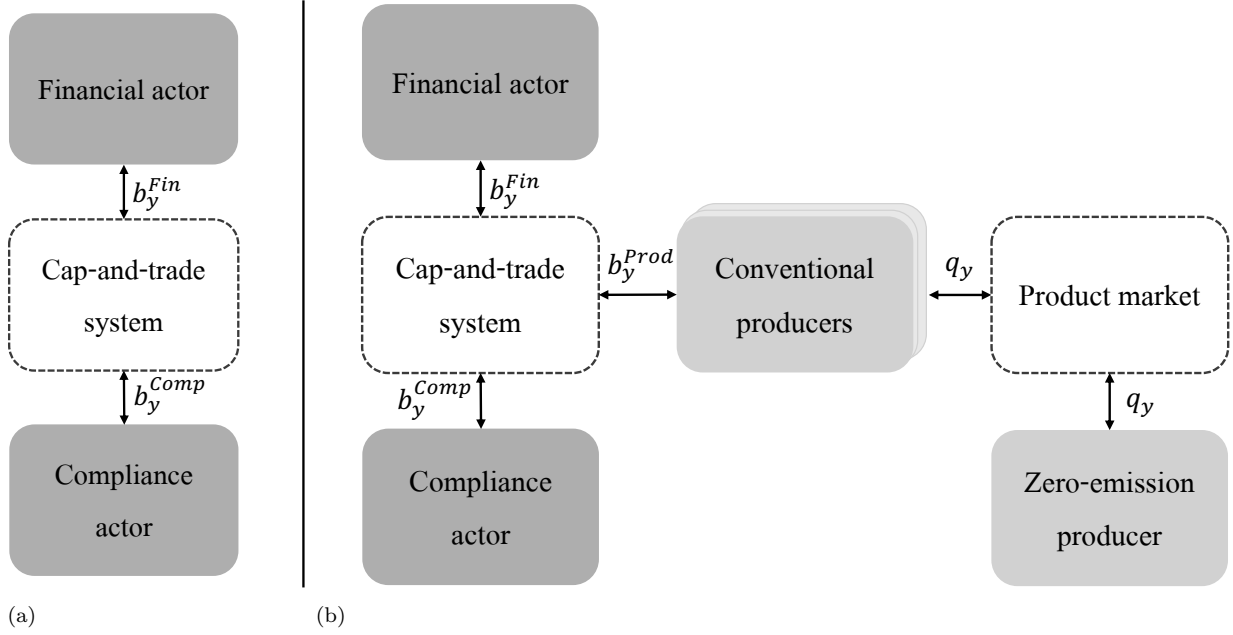 Financial actor
b_y^{Fin}
Cap-and-trade
system
b_y^{Comp}
Compliance
actor
(a)
Financial actor
b_y^{Fin}
Cap-and-trade
system
b_y^{Prod}
Conventional
producers
q_y
Product market
b_y^{Comp}
q_y
Compliance
actor
Zero-emission
producer
(b)